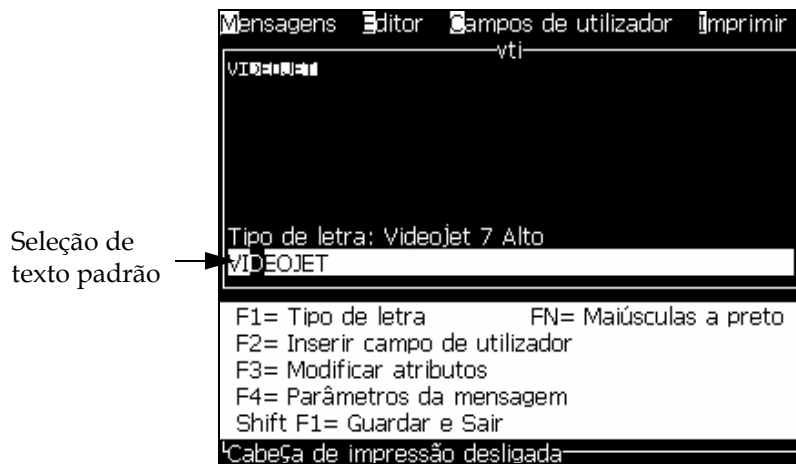 Mensagens Editor Campos de utilizador Imprimir
vti
VIDEOJET
Seleção de
texto padrão
Tipo de letra: Videojet 7 Alto
VIDEOJET
F1= Tipo de letra FN= Maiúsculas a preto
F2= Inserir campo de utilizador
F3= Modificar atributos
F4= Parâmetros da mensagem
Shift F1= Guardar e Sair
CabeÇa de impressão desligada